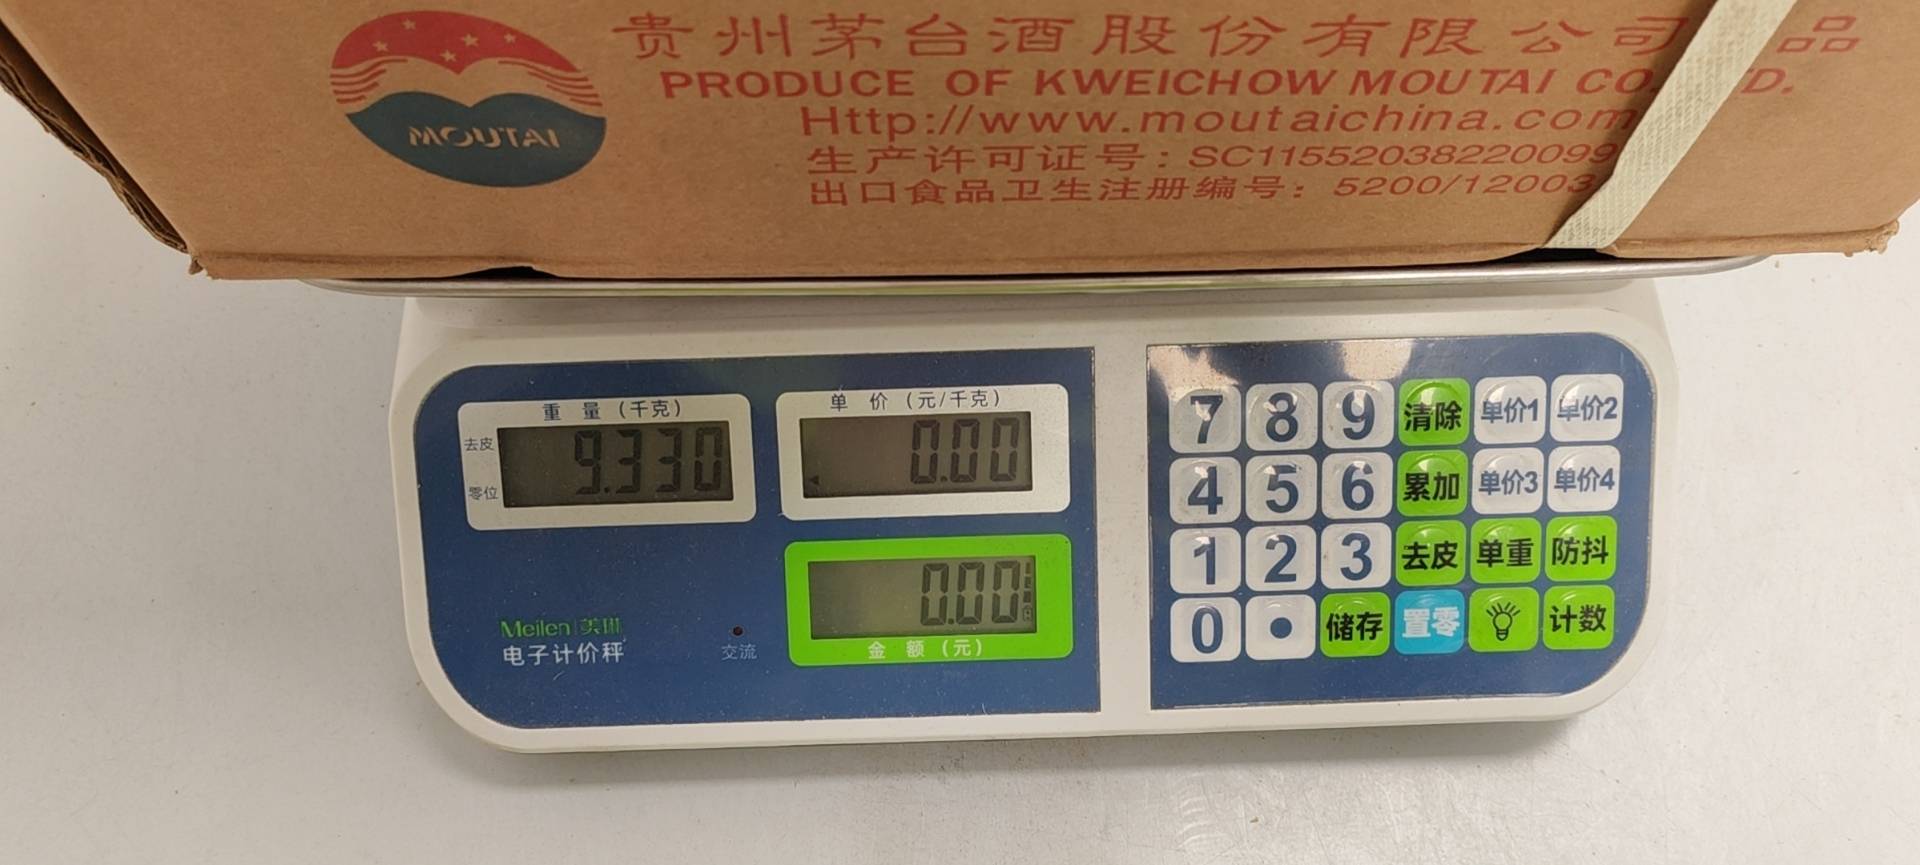 MOUTAI
贵州茅台酒股份有限公司 品
PRODUCE OF KWEICHOW MOUTAI CO D.
Http://www.moutaichina.com
生产许可证号：SC11552038220099
出口食品卫生注册编号：5200/12003
重 量 (千克)
去皮
零位
9.330
单 价 (元/千克)
0.00
0.00
金 额 (元)
Meilen 美琳
电子计价秤
交流
7 8 9 清除 单价1 单价2
4 5 6 累加 单价3 单价4
1 2 3 去皮 单重 防抖
0 • 储存 置零 计数